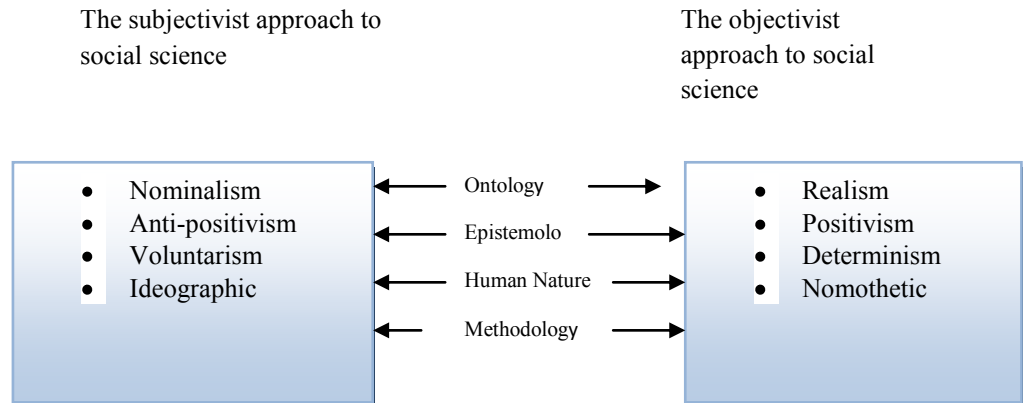 The subjectivist approach to
social science
The objectivist
approach to social
science
• Nominalism
• Anti-positivism
• Voluntarism
• Ideographic
Ontology
Epistemolo
Human Nature
Methodology
• Realism
• Positivism
• Determinism
• Nomothetic